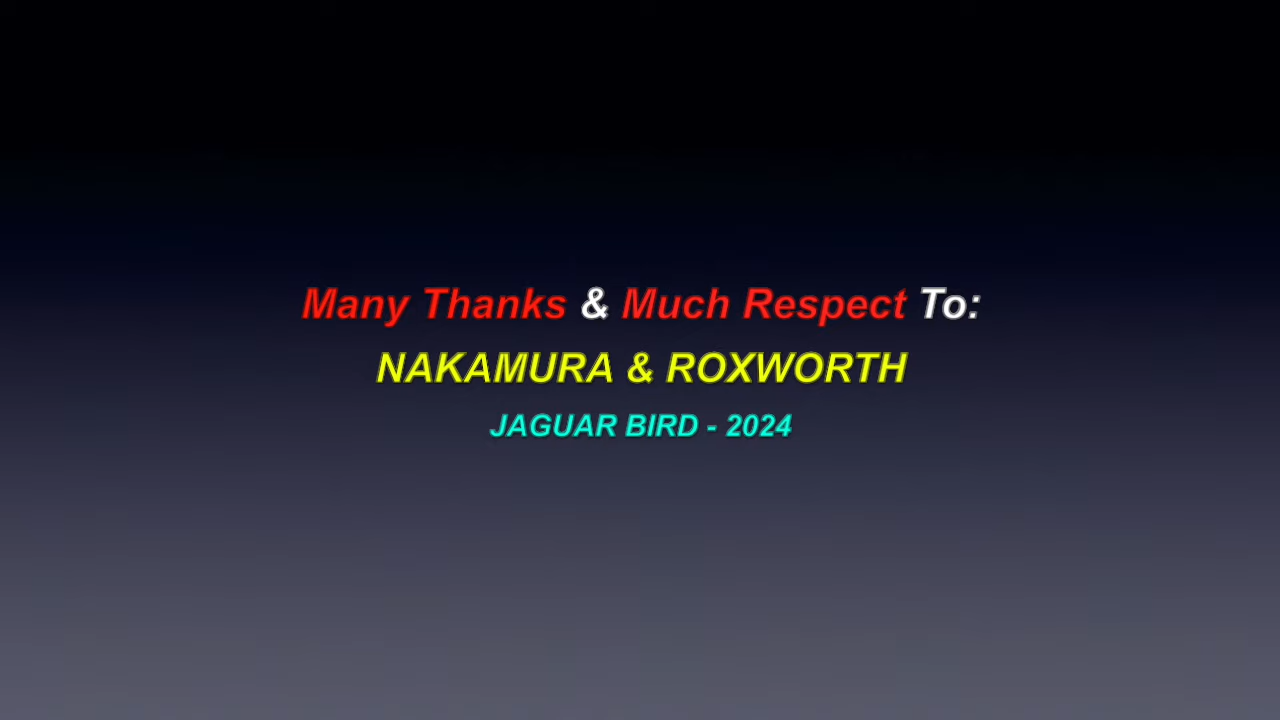 Many Thanks & Much Respect To:
NAKAMURA & ROXWORTH
JAGUAR BIRD - 2024